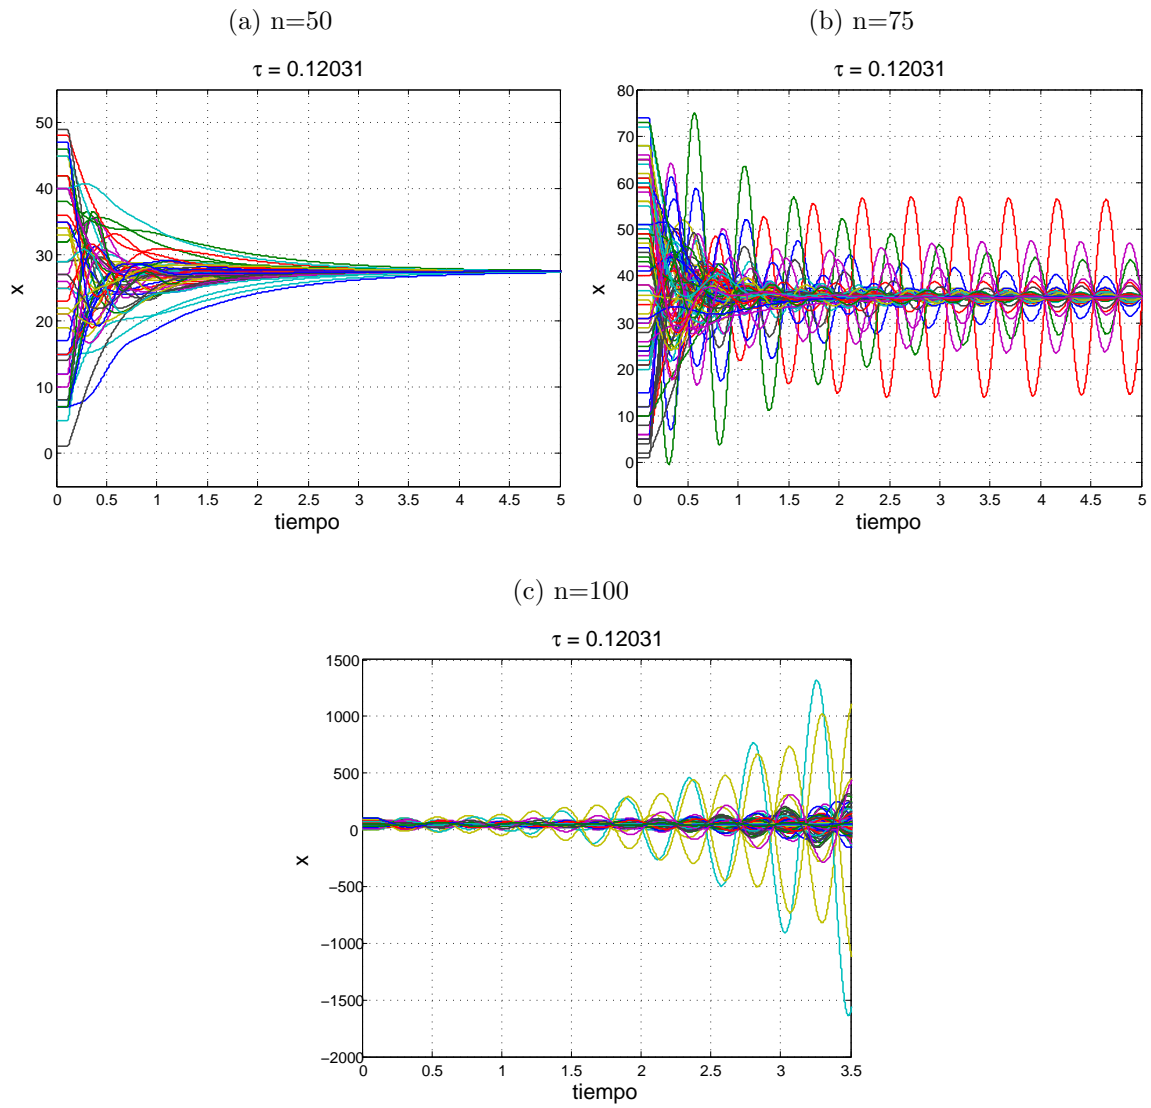 (a) n=50
τ = 0.12031
50
40
30
20
10
0
x
0 0.5 1 1.5 2 2.5 3 3.5 4 4.5 5
tiempo
(b) n=75
τ = 0.12031
80
70
60
50
40
30
20
10
0
x
0 0.5 1 1.5 2 2.5 3 3.5 4 4.5 5
tiempo
(c) n=100
τ = 0.12031
1500
1000
500
0
−500
−1000
−1500
−2000
x
0 0.5 1 1.5 2 2.5 3 3.5
tiempo